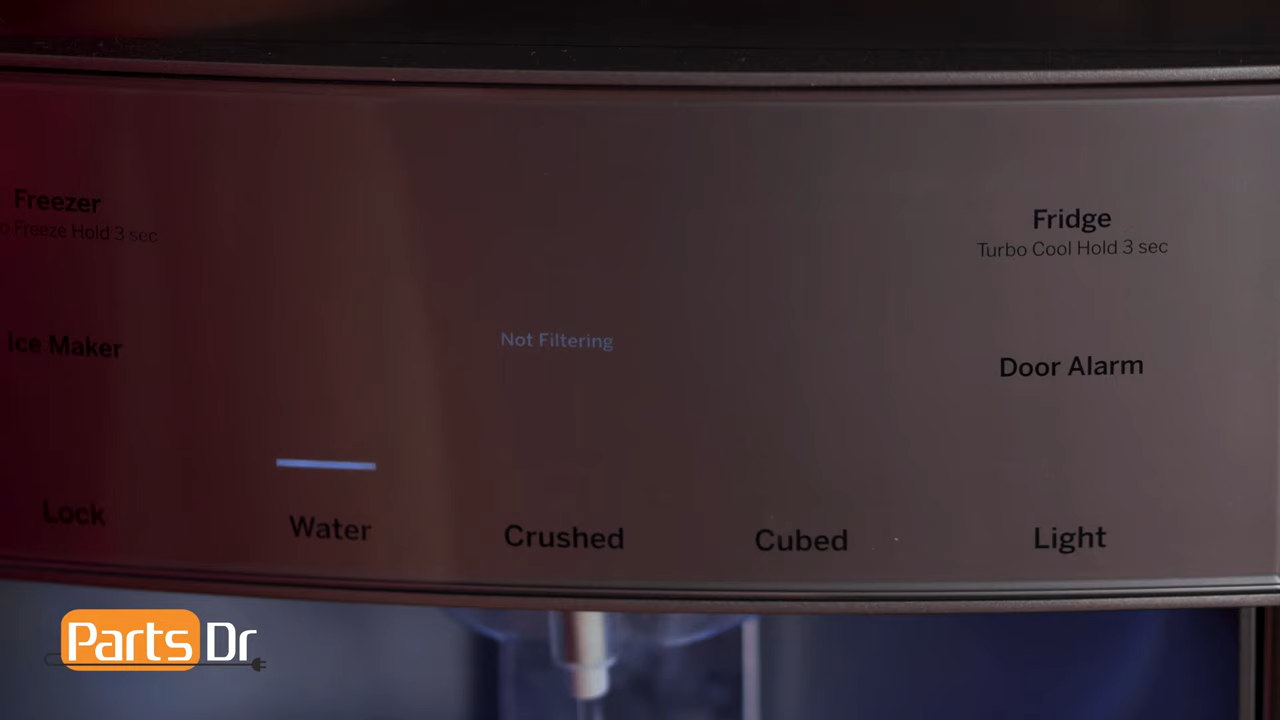 Freezer
o Freeze Hold 3 sec
Fridge
Turbo Cool Hold 3 sec
Ice Maker
Not Filtering
Door Alarm
Lock
Water
Crushed
Cubed
Light
Parts Dr